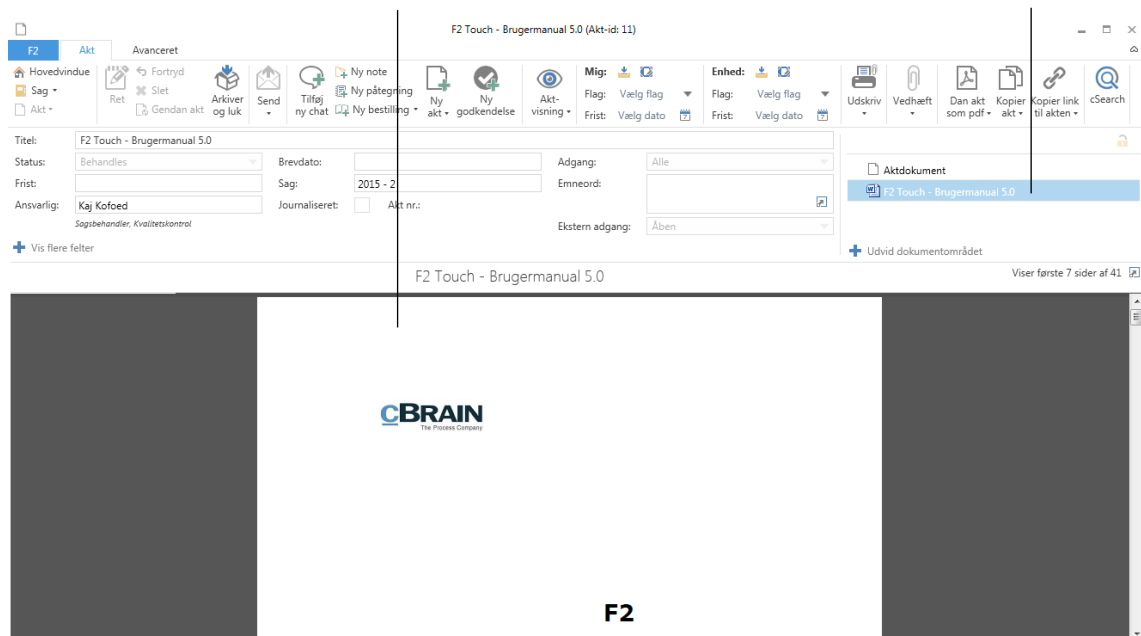 F2 Touch - Brugermanual 5.0 (Akt-id: 11)
F2 Akt Avanceret
Hovedvindue
Sag
Akt
Ret
Fortryd
Slet
Gendan akt
Arkiver og luk
Send
Tilføj ny chat
Ny note
Ny påtegning
Ny bestilling
Ny akt
Ny godkendelse
Akt-visning
Mig:
Flag: Vælg flag
Frist: Vælg dato
Enhed:
Flag: Vælg flag
Frist: Vælg dato
Udskriv
Vedhæft
Dan akt som pdf
Kopier akt
Kopier link til akten
cSearch
Titel: F2 Touch - Brugermanual 5.0
Status: Behandles Brevdato: Adgang: Alle
Frist: Sag: 2015 - 2 Emneord:
Ansvarlig: Kaj Kofoed Journaliseret: Akt nr.:
Sagsbehandler, Kvalitetskontrol
Ekstern adgang: Åben
Vis flere felter
Aktdokument
F2 Touch - Brugermanual 5.0
Udvid dokumentområdet
F2 Touch - Brugermanual 5.0
Viser første 7 sider af 41
cBRAIN
The Process Company
F2